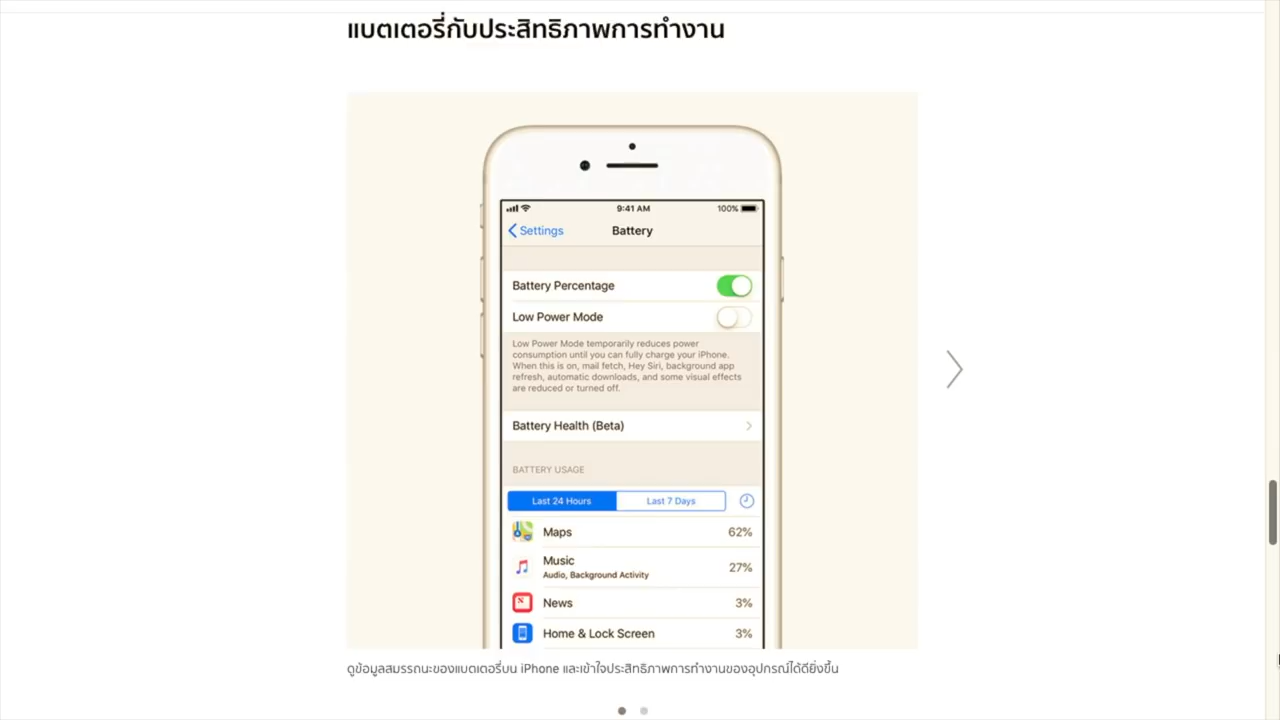 แบตเตอรี่กับประสิทธิภาพการทำงาน
9:41 AM
100%
Settings
Battery
Battery Percentage
Low Power Mode
Low Power Mode temporarily reduces power
consumption until you can fully charge your iPhone.
When this is on, mail fetch, Hey Siri, background app
refresh, automatic downloads, and some visual effects
are reduced or turned off.
Battery Health (Beta)
BATTERY USAGE
Last 24 Hours
Last 7 Days
Maps
62%
Music
Audio, Background Activity
27%
News
3%
Home & Lock Screen
3%
ดูข้อมูลสมรรถนะของแบตเตอรี่บน iPhone และเข้าใจประสิทธิภาพการทำงานของอุปกรณ์ได้ดียิ่งขึ้น